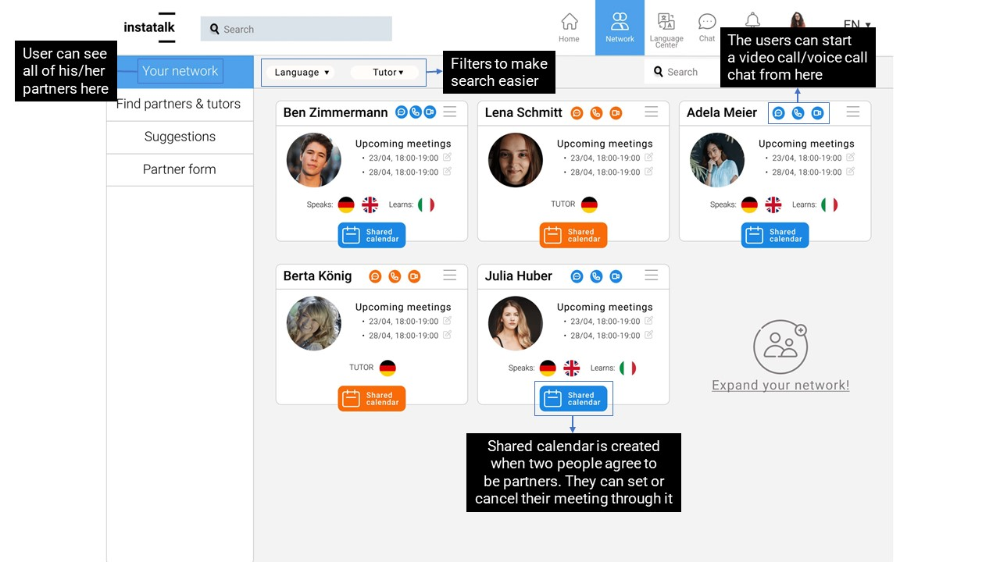 instatalk
Search
Home
Network
Language
Center
Chat
EN
User can see
all of his/her
partners here
Your network
Find partners & tutors
Suggestions
Partner form
Language
Tutor
Filters to make
search easier
Search
The users can start
a video call/voice call
chat from here
Ben Zimmermann
Upcoming meetings
• 23/04, 18:00-19:00
• 28/04, 18:00-19:00
Speaks: Learns:
Shared
calendar
Lena Schmitt
Upcoming meetings
• 23/04, 18:00-19:00
• 28/04, 18:00-19:00
TUTOR
Shared
calendar
Adela Meier
Upcoming meetings
• 23/04, 18:00-19:00
• 28/04, 18:00-19:00
Speaks: Learns:
Shared
calendar
Berta König
Upcoming meetings
• 23/04, 18:00-19:00
• 28/04, 18:00-19:00
TUTOR
Shared
calendar
Julia Huber
Upcoming meetings
• 23/04, 18:00-19:00
• 28/04, 18:00-19:00
Speaks: Learns:
Shared
calendar
Expand your network!
Shared calendar is created
when two people agree to
be partners. They can set or
cancel their meeting through it